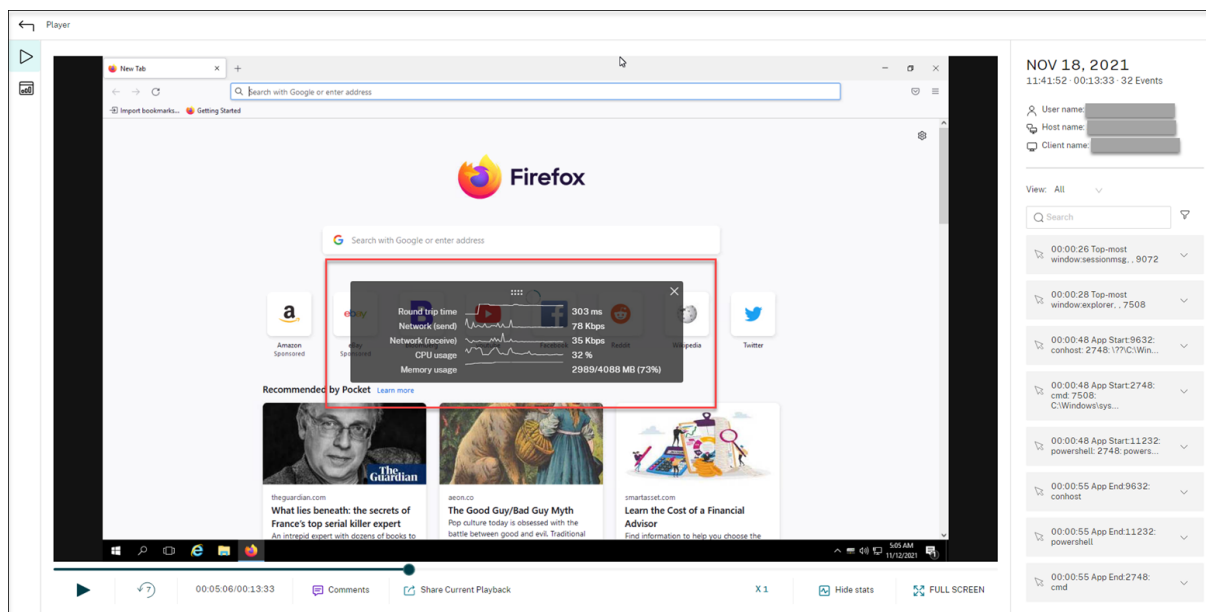 Player
New Tab
Search with Google or enter address
Import bookmarks...
Getting Started
Firefox
Search with Google or enter address
a
Round trip time 303 ms
Network (send) 78 Kbps
Network (receive) 35 Kbps
CPU usage 32 %
Memory usage 2989/4088 MB (73%)
Amazon
Sponsored
Twitter
Recommended by Pocket Learn more
The
Guardian
theguardian.com
What lies beneath: the secrets of
France's top serial killer expert
An intrepid expert with dozens of books to
aeon.co
The Good Guy/Bad Guy Myth
Pop culture today is obsessed with the
battle between good and evil. Traditional
smartasset.com
Learn the Cost of a Financial
Advisor
Find information to help you choose the
5:05 AM
11/12/2021
7
00:05:06/00:13:33
Comments
Share Current Playback
X 1
Hide stats
FULL SCREEN
NOV 18, 2021
11:41:52 · 00:13:33 · 32 Events
User name:
Host name:
Client name:
View: All
Search
00:00:26 Top-most
window:sessionmsg, , 9072
00:00:28 Top-most
window:explorer, , 7508
00:00:48 App Start:9632:
conhost: 2748: \??\C:\Win...
00:00:48 App Start:2748:
cmd: 7508:
C:\Windows\sys...
00:00:48 App Start:11232:
powershell: 2748: powers...
00:00:55 App End:9632:
conhost
00:00:55 App End:11232:
powershell
00:00:55 App End:2748:
cmd